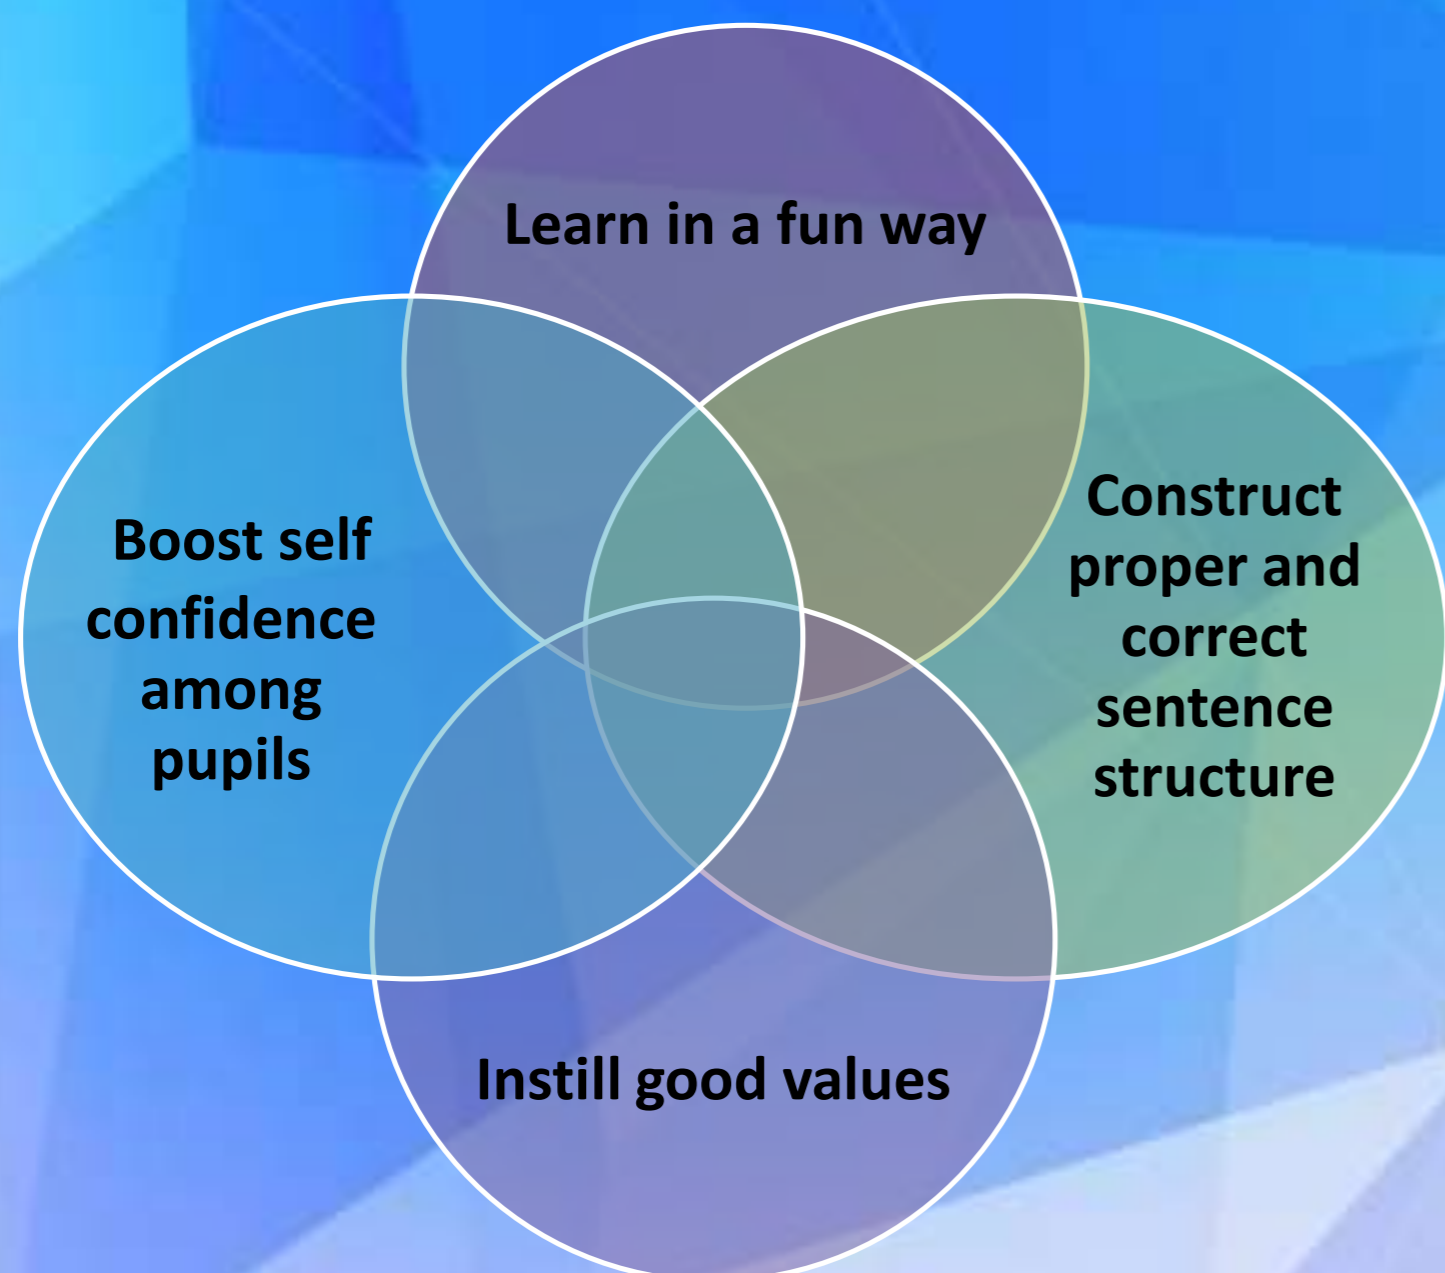 Learn in a fun way
Boost self
confidence
among
pupils
Construct
proper and
correct
sentence
structure
Instill good values